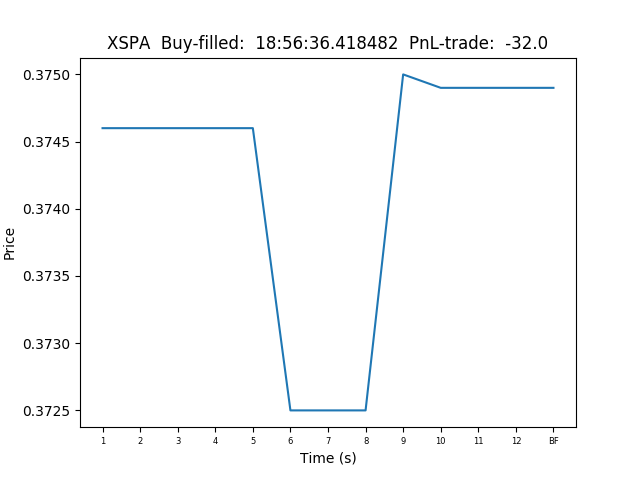 XSPA  Buy-filled:  18:56:36.418482  PnL-trade:  -32.0
0.3750
0.3745
0.3740
0.3735
0.3730
0.3725
Price
1 2 3 4 5 6 7 8 9 10 11 12 BF
Time (s)